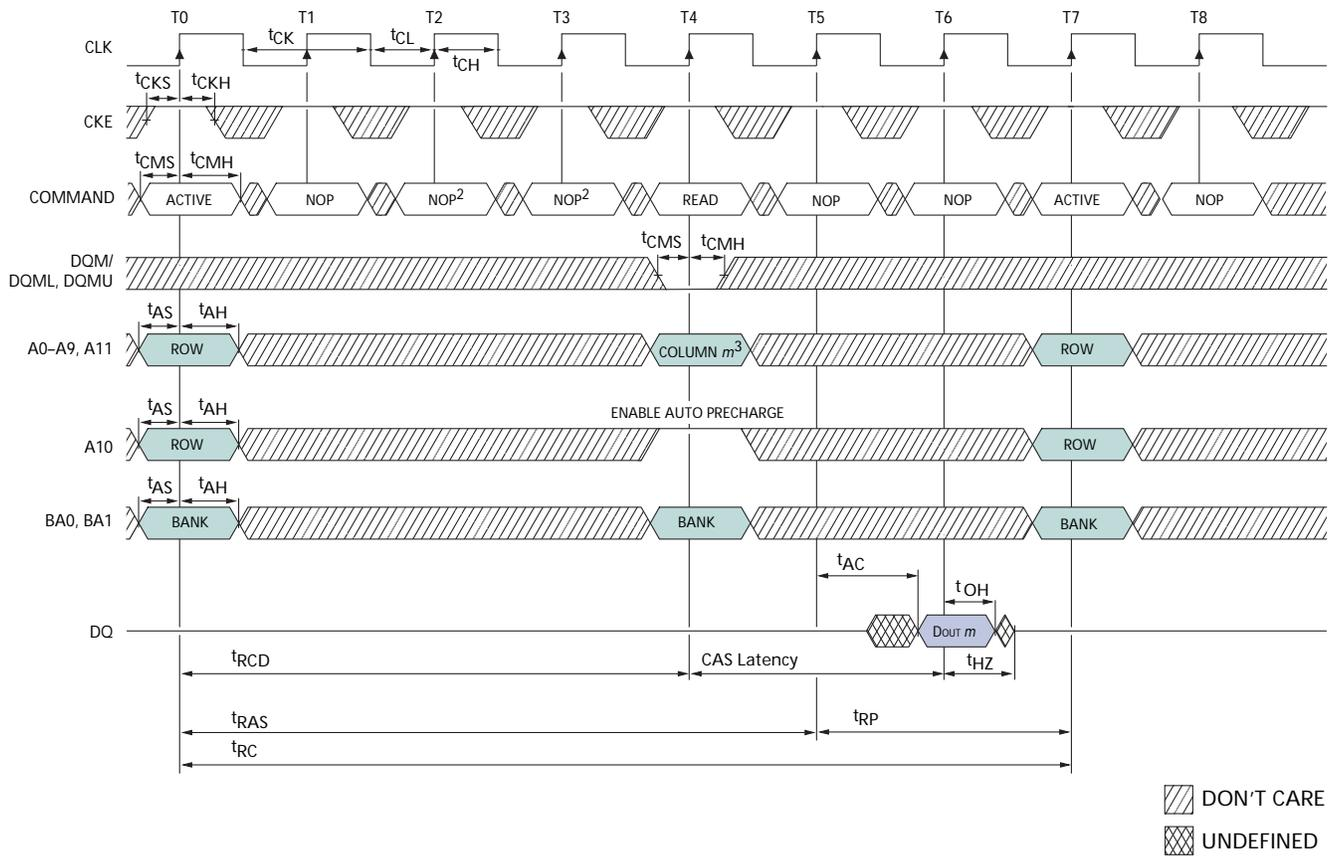 T0 T1 T2 T3 T4 T5 T6 T7 T8
CLK
tCK tCL
tCH
tCKS tCKH
CKE
tCMS tCMH
COMMAND ACTIVE NOP NOP2 NOP2 READ NOP NOP ACTIVE NOP
tCMS tCMH
DQM/
DQML, DQMU
tAS tAH
A0–A9, A11 ROW COLUMN m3 ROW
ENABLE AUTO PRECHARGE
tAS tAH
A10 ROW ROW
tAS tAH
BA0, BA1 BANK BANK BANK
tAC
tOH
DQ DOUT m
tRCD CAS Latency tHZ
tRAS tRP
tRC
DON'T CARE
UNDEFINED